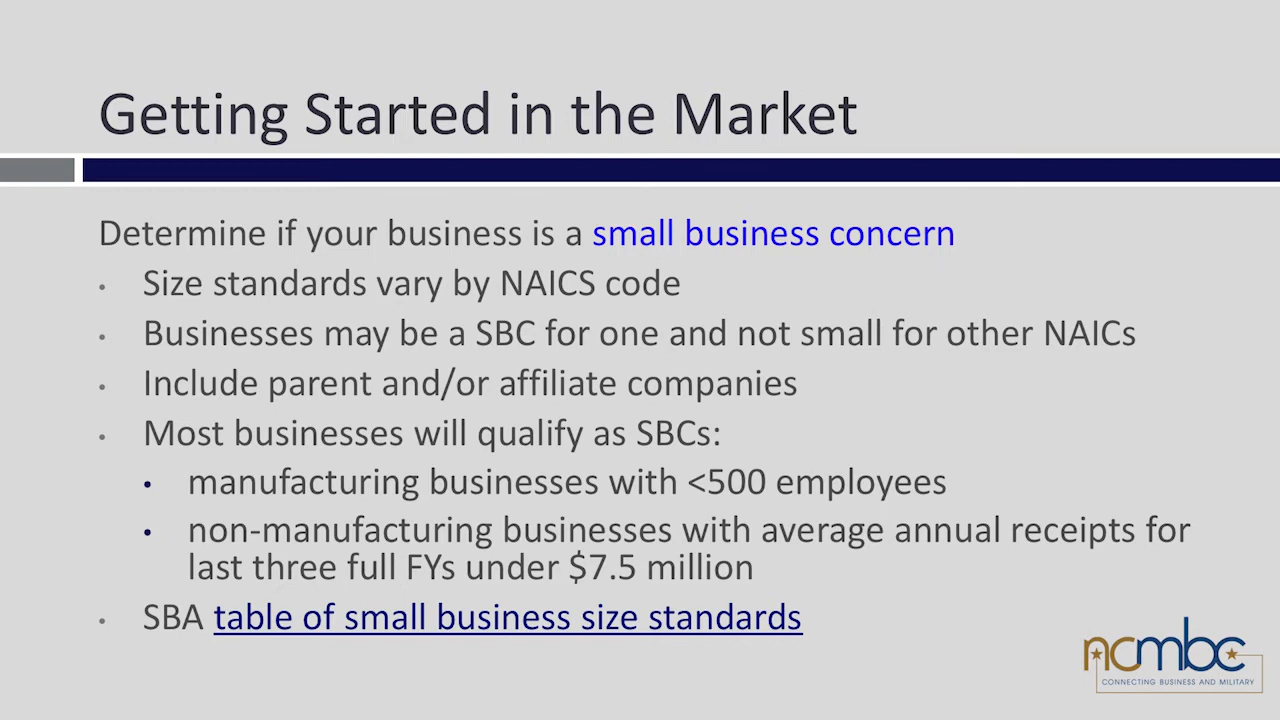 Getting Started in the Market
Determine if your business is a small business concern
• Size standards vary by NAICS code
• Businesses may be a SBC for one and not small for other NAICs
• Include parent and/or affiliate companies
• Most businesses will qualify as SBCs:
• manufacturing businesses with <500 employees
• non-manufacturing businesses with average annual receipts for
last three full FYs under $7.5 million
• SBA table of small business size standards
ncmbc
CONNECTING BUSINESS AND MILITARY